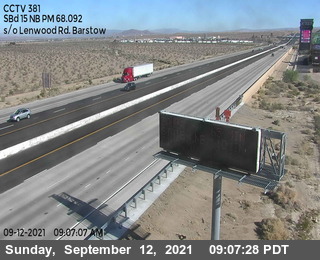 CCTV 381
SBd 15 NB PM 68.092
s/o Lenwood Rd. Barstow
09-12-2021 09:07:07 AM
Sunday, September 12, 2021 09:07:28 PDT